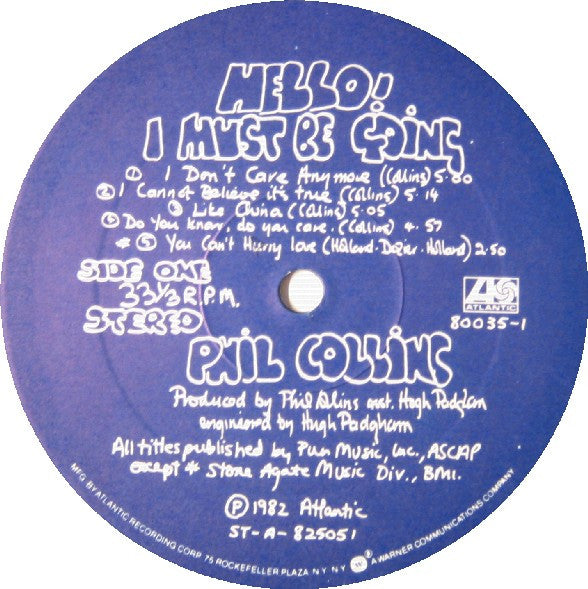 HELLO!
I MUST BE GOING
① I Don't Care Anymore (Collins) 5.00
② I Cannot Believe it's true (Collins) 5.14
③ Like China (Collins) 5.05
④ Do You Know, do you care. (Collins) 4.57
* ⑤ You Can't Hurry love (Holland. Dozier. Holland) 2.50
SIDE ONE
33 1/3 R.P.M.
STEREO
ATLANTIC
80035-1
PHIL COLLINS
Produced by Phil Collins asst. Hugh Padgham
engineered by Hugh Padgham
All titles published by Pun Music, Inc., ASCAP
except * Stone Agate Music Div., BMI.
Ⓟ 1982 Atlantic
ST-A-825051
MFG. BY ATLANTIC RECORDING CORP. 75 ROCKEFELLER PLAZA N.Y. N.Y. W ® A WARNER COMMUNICATIONS COMPANY